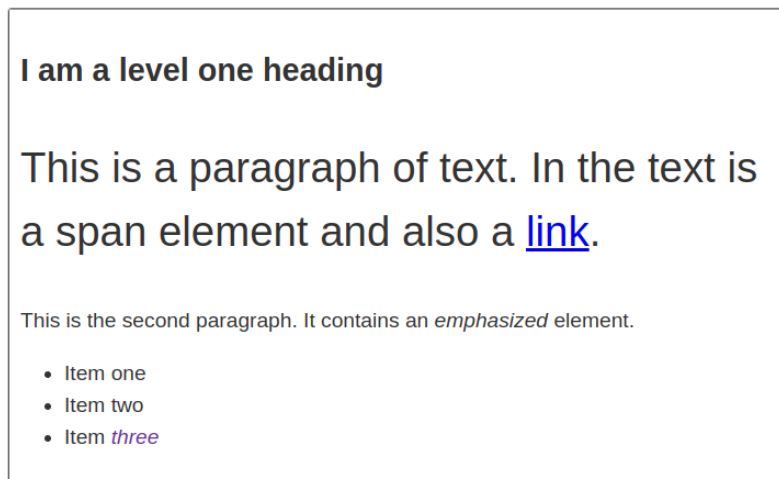 I am a level one heading
This is a paragraph of text. In the text is
a span element and also a link.
This is the second paragraph. It contains an emphasized element.
Item one
Item two
Item three